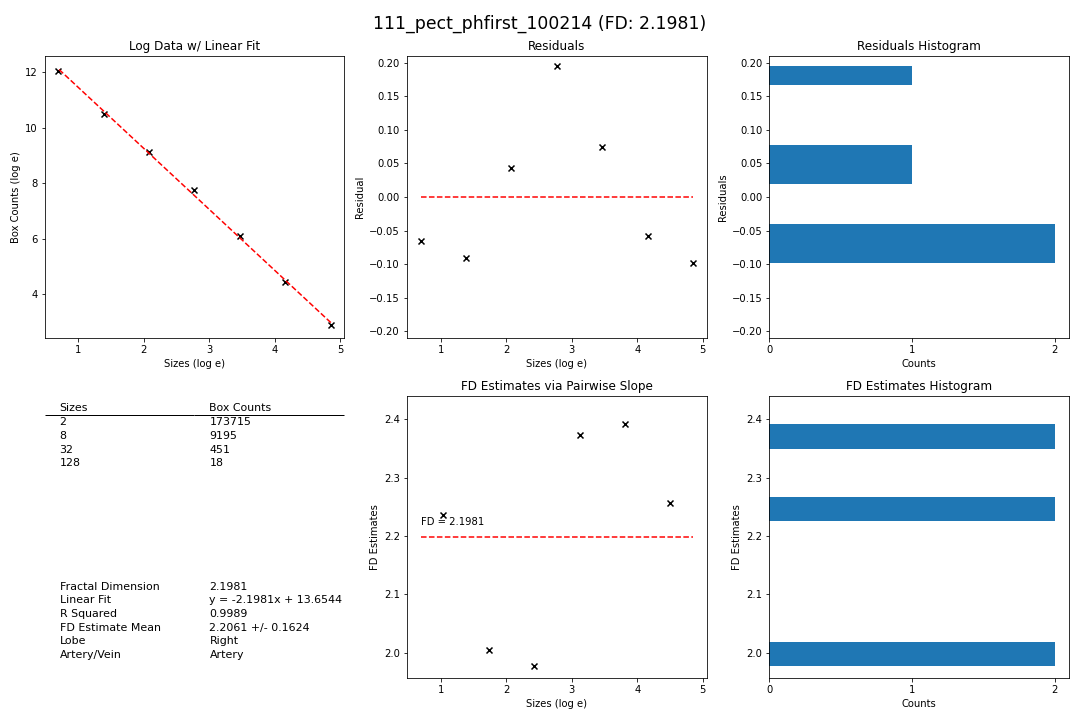 111_pect_phfirst_100214 (FD: 2.1981)
Log Data w/ Linear Fit
12
10
8
6
4
Box Counts (log e)
1 2 3 4 5
Sizes (log e)
Residuals
0.20
0.15
0.10
0.05
0.00
−0.05
−0.10
−0.15
−0.20
Residual
1 2 3 4 5
Sizes (log e)
Residuals Histogram
0.20
0.15
0.10
0.05
0.00
−0.05
−0.10
−0.15
−0.20
Residuals
0 1 2
Counts
Sizes Box Counts
2 173715
8 9195
32 451
128 18
Fractal Dimension 2.1981
Linear Fit y = -2.1981x + 13.6544
R Squared 0.9989
FD Estimate Mean 2.2061 +/- 0.1624
Lobe Right
Artery/Vein Artery
FD Estimates via Pairwise Slope
2.4
2.3
2.2
2.1
2.0
FD Estimates
FD = 2.1981
1 2 3 4 5
Sizes (log e)
FD Estimates Histogram
2.4
2.3
2.2
2.1
2.0
FD Estimates
0 1 2
Counts